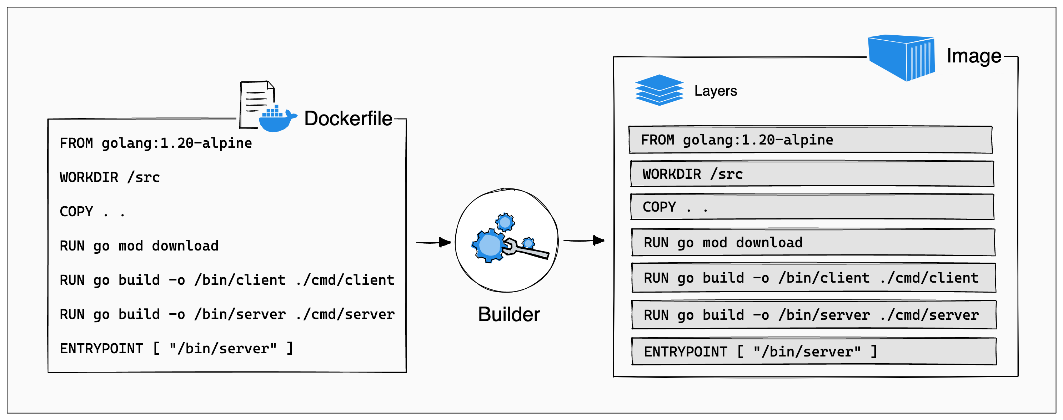 Dockerfile
FROM golang:1.20-alpine
WORKDIR /src
COPY . .
RUN go mod download
RUN go build -o /bin/client ./cmd/client
RUN go build -o /bin/server ./cmd/server
ENTRYPOINT [ "/bin/server" ]
Builder
Image
Layers
FROM golang:1.20-alpine
WORKDIR /src
COPY . .
RUN go mod download
RUN go build -o /bin/client ./cmd/client
RUN go build -o /bin/server ./cmd/server
ENTRYPOINT [ "/bin/server" ]